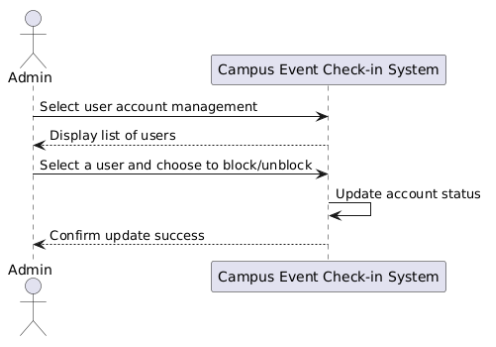 Admin
Campus Event Check-in System
Select user account management
Display list of users
Select a user and choose to block/unblock
Update account status
Confirm update success
Admin
Campus Event Check-in System